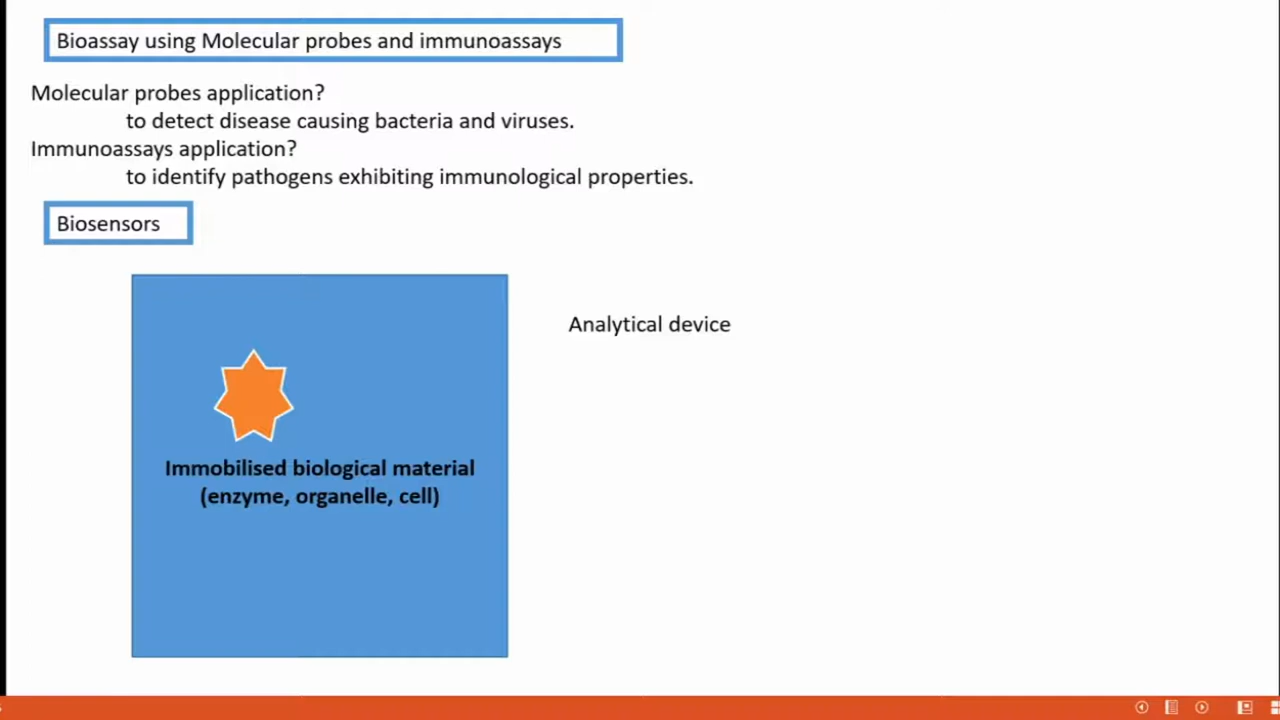 Bioassay using Molecular probes and immunoassays
Molecular probes application?
to detect disease causing bacteria and viruses.
Immunoassays application?
to identify pathogens exhibiting immunological properties.
Biosensors
Analytical device
Immobilised biological material
(enzyme, organelle, cell)